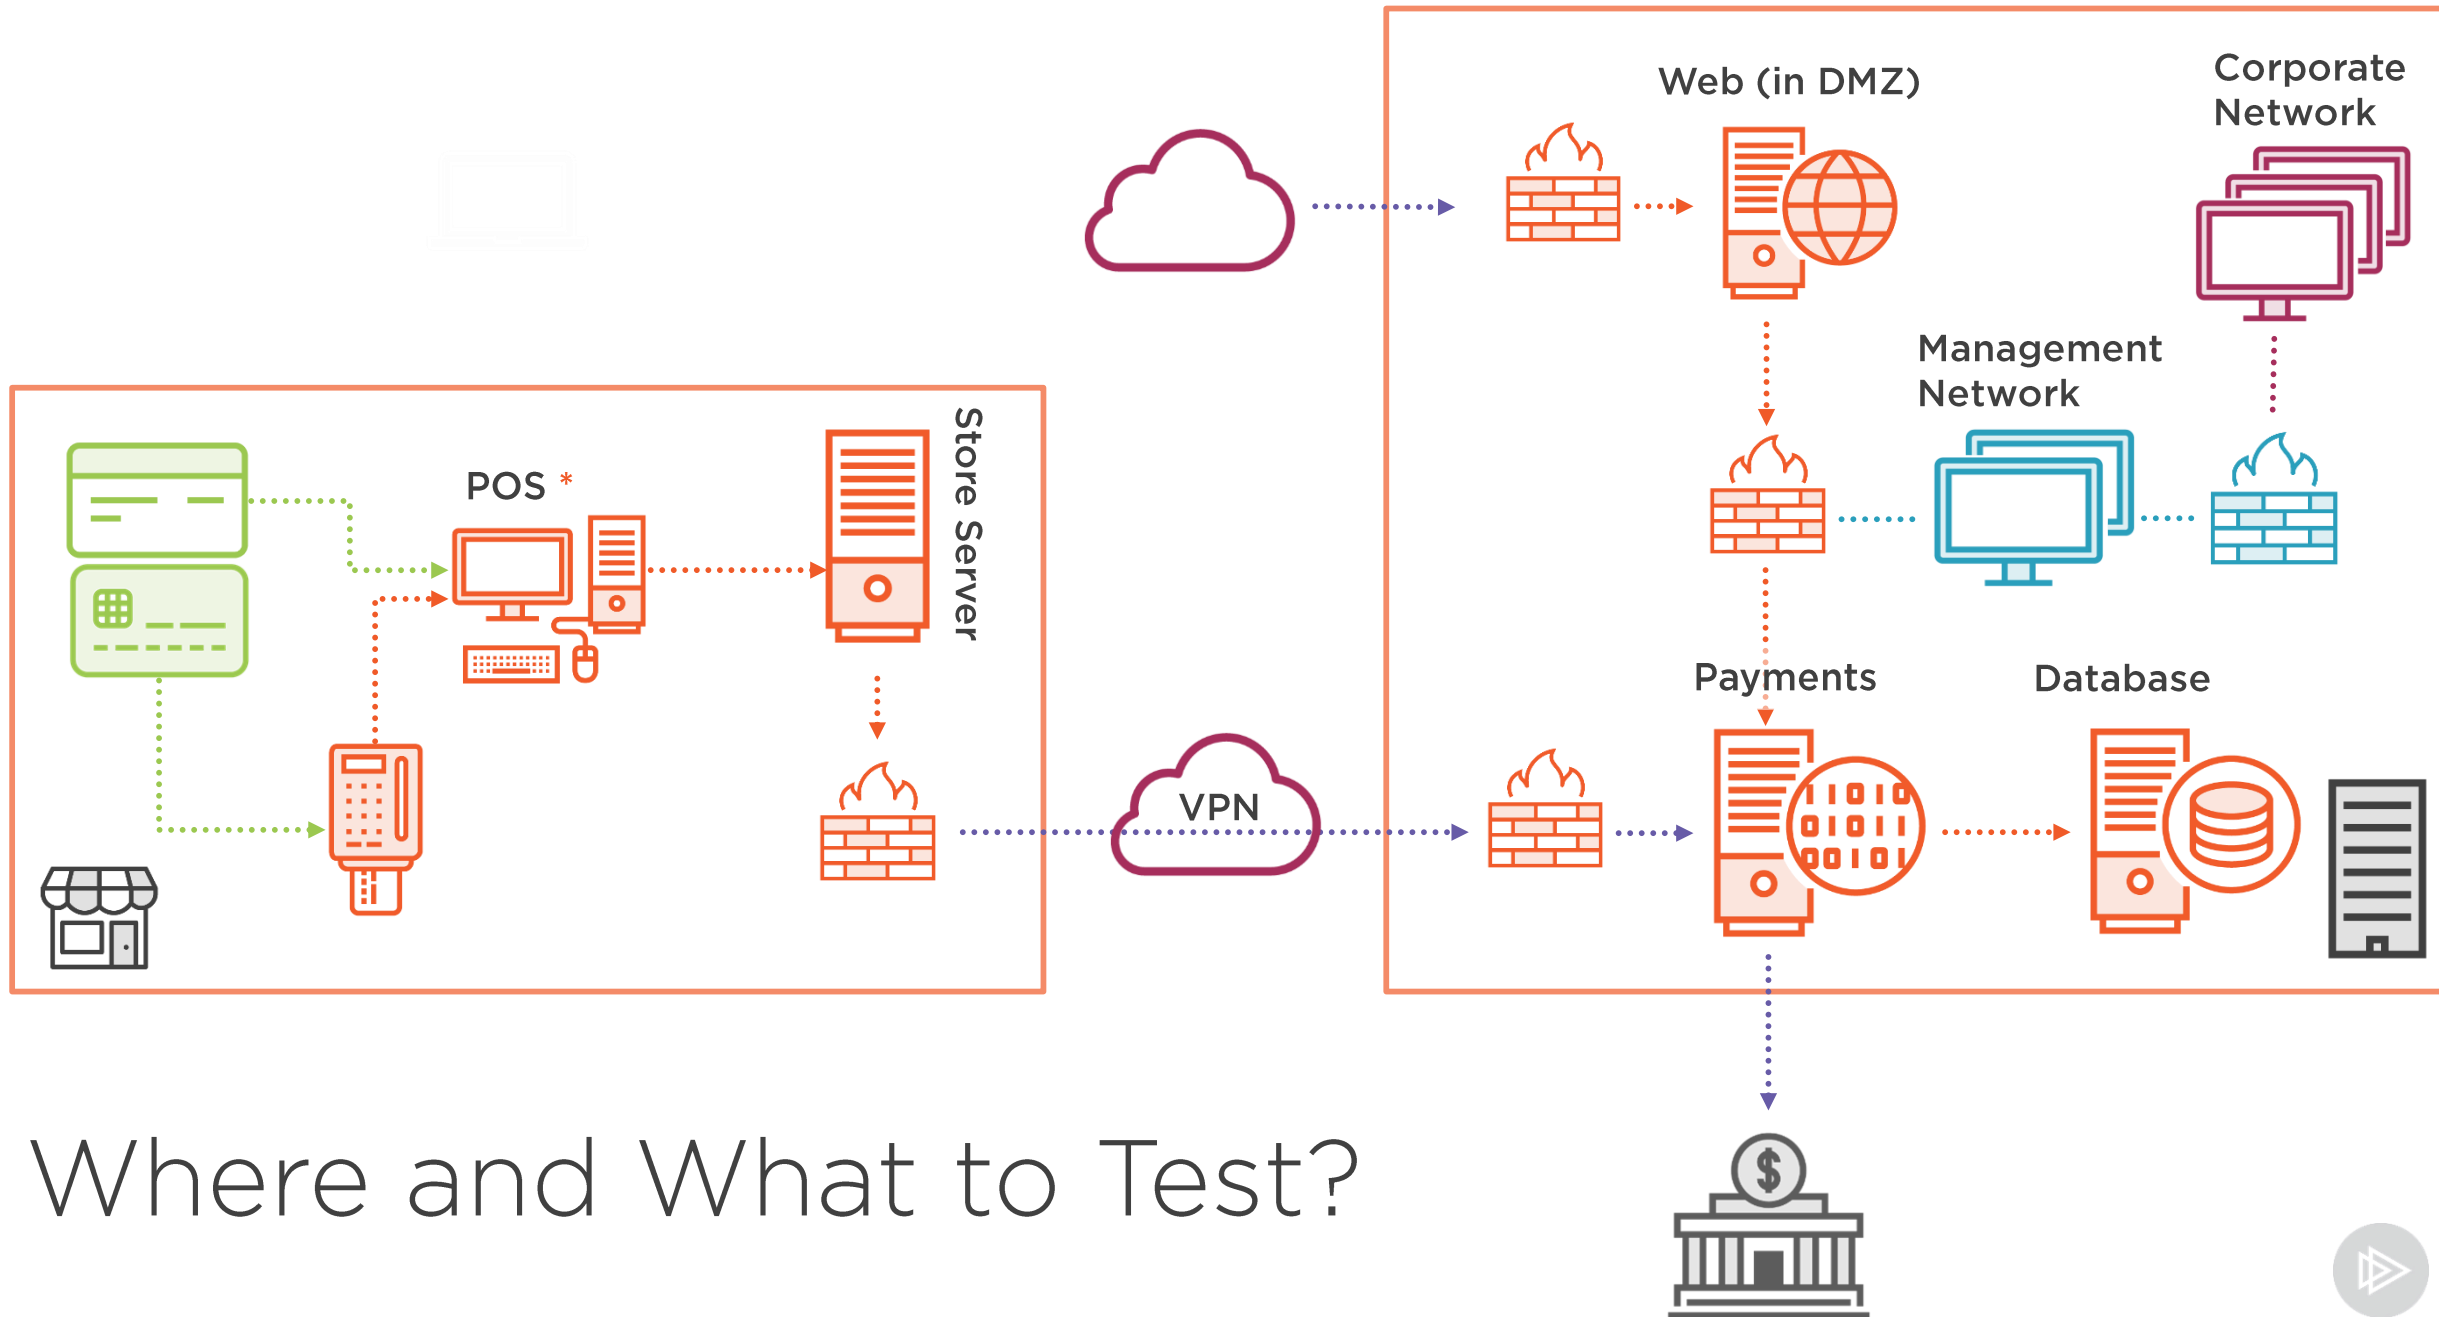 Web (in DMZ)
Corporate
Network
Management
Network
POS *
Store Server
Payments
Database
VPN
Where and What to Test?
$